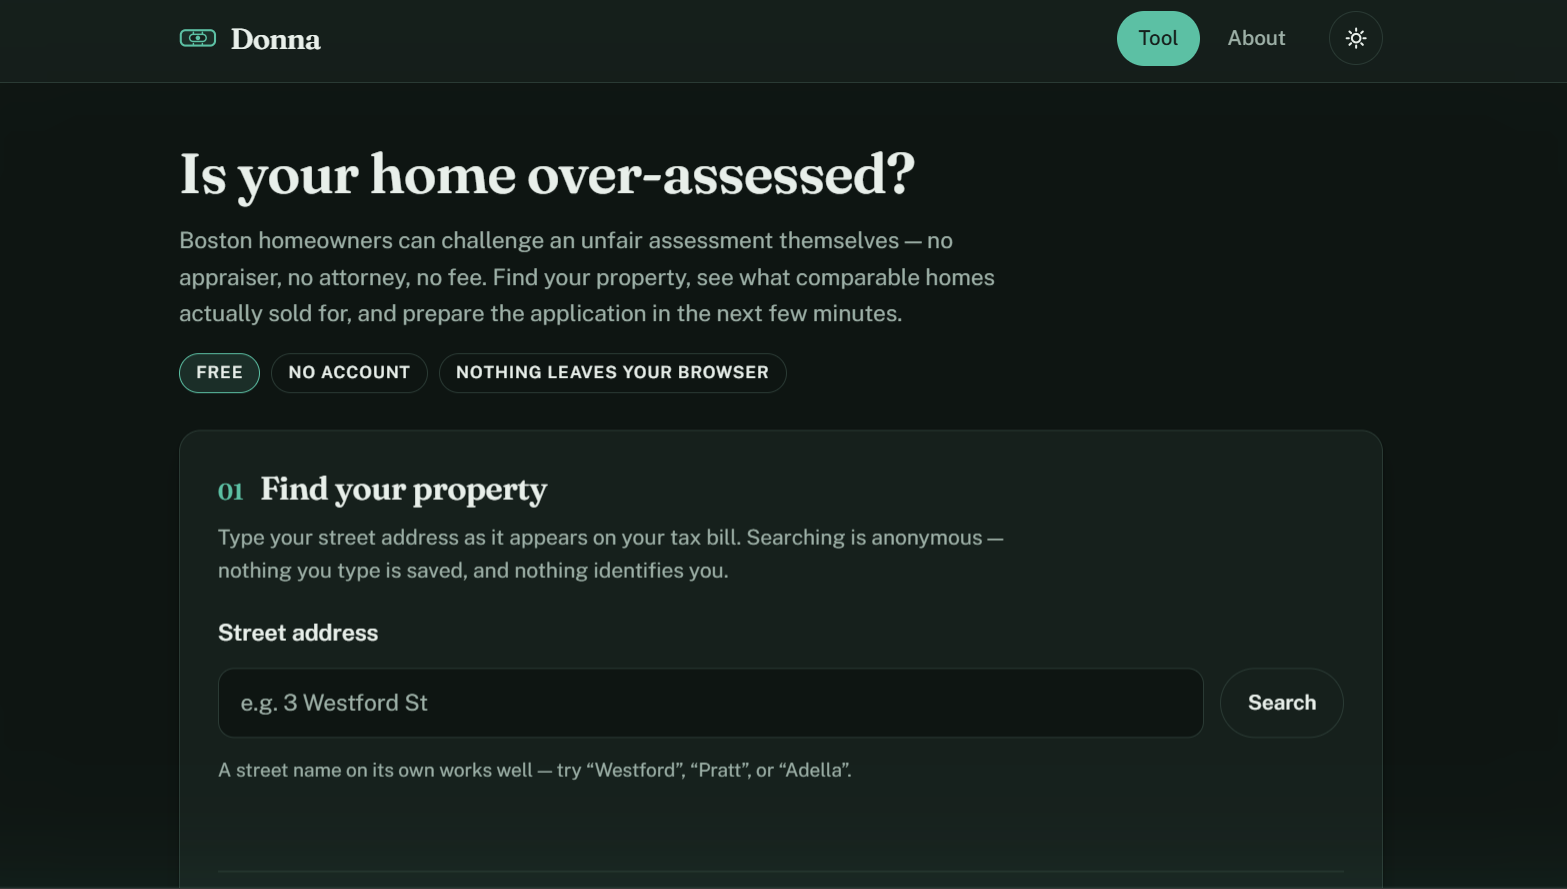 Donna
Tool
About
Is your home over-assessed?
Boston homeowners can challenge an unfair assessment themselves — no
appraiser, no attorney, no fee. Find your property, see what comparable homes
actually sold for, and prepare the application in the next few minutes.
FREE
NO ACCOUNT
NOTHING LEAVES YOUR BROWSER
01 Find your property
Type your street address as it appears on your tax bill. Searching is anonymous —
nothing you type is saved, and nothing identifies you.
Street address
e.g. 3 Westford St
Search
A street name on its own works well — try “Westford”, “Pratt”, or “Adella”.